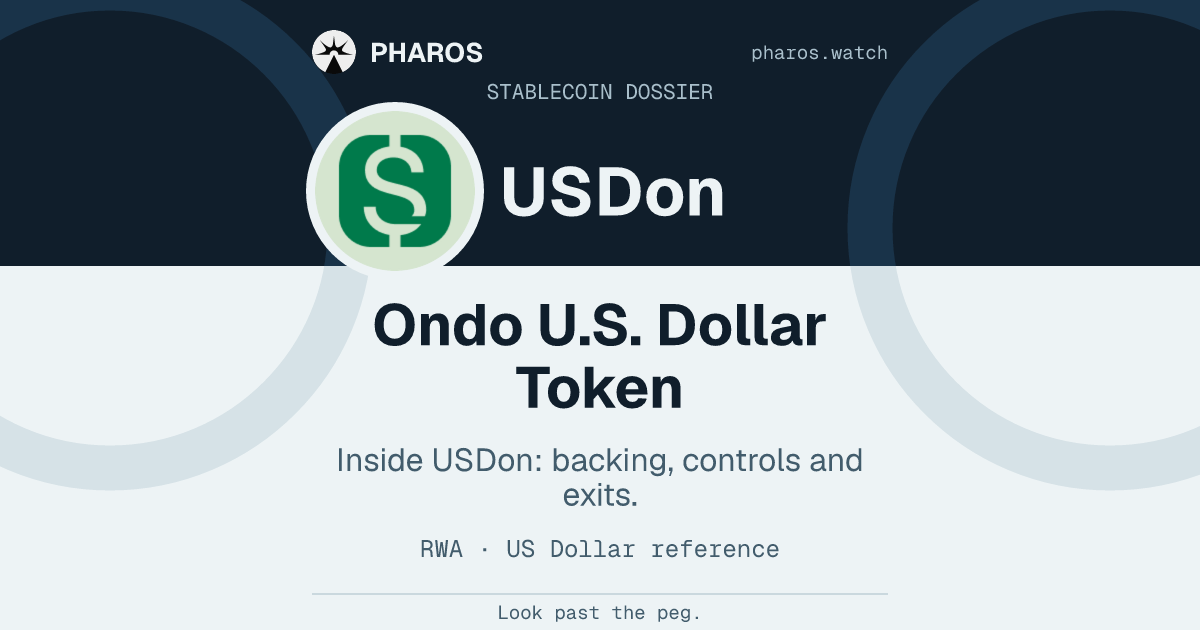 PHAROS
pharos.watch
STABLECOIN DOSSIER
USDon
Ondo U.S. Dollar
Token
Inside USDon: backing, controls and
exits.
RWA · US Dollar reference
Look past the peg.